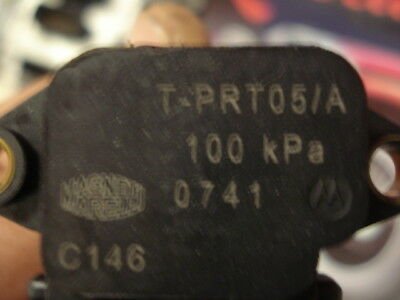 T-PRT05/A
100 kPa
MAGNETI
MARELLI
0741
C146